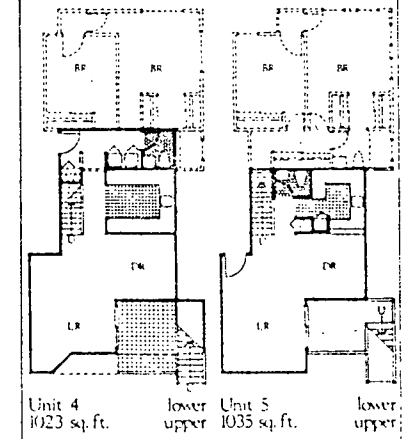 BR BR BR BR
DR DR
LR LR
Unit 4 lower Unit 5 lower
1023 sq. ft. upper 1035 sq. ft. upper